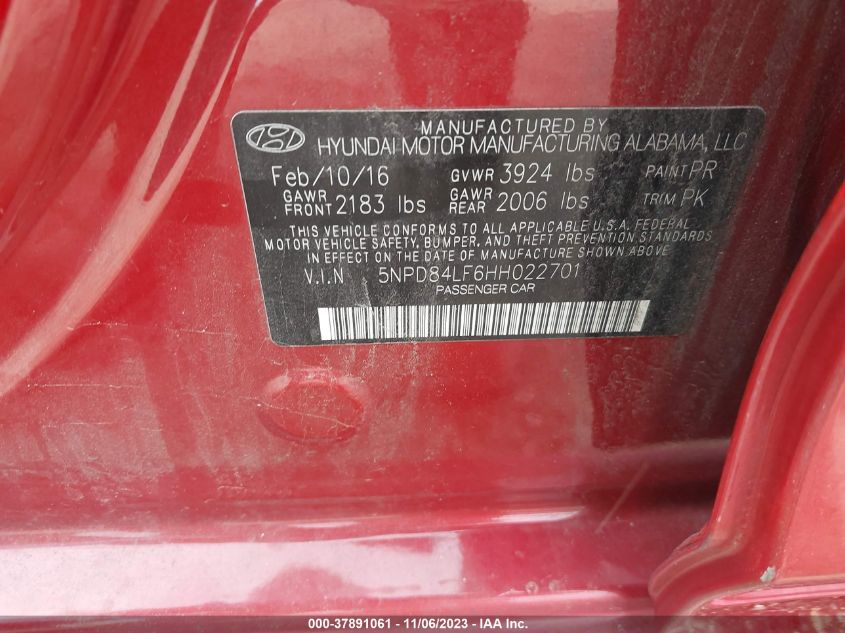 MANUFACTURED BY
HYUNDAI MOTOR MANUFACTURING ALABAMA, LLC
Feb/10/16 GVWR 3924 lbs PAINT PR
GAWR FRONT 2183 lbs GAWR REAR 2006 lbs TRIM PK
THIS VEHICLE CONFORMS TO ALL APPLICABLE U.S.A. FEDERAL
MOTOR VEHICLE SAFETY, BUMPER, AND THEFT PREVENTION STANDARDS
IN EFFECT ON THE DATE OF MANUFACTURE SHOWN ABOVE.
V.I.N 5NPD84LF6HH022701
PASSENGER CAR
000-37891061 - 11/06/2023 - IAA Inc.